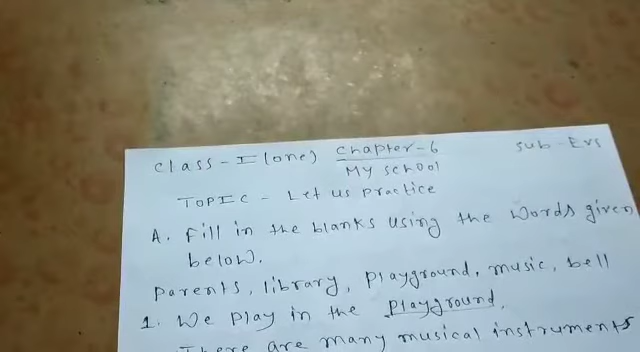 class - I (one) chapter-6 sub-Evs
My school
TOPIC - Let us Practice
A. Fill in the blanks using the words given
below.
Parents, library, playground, music, bell
1. We play in the playground.
There are many musical instruments